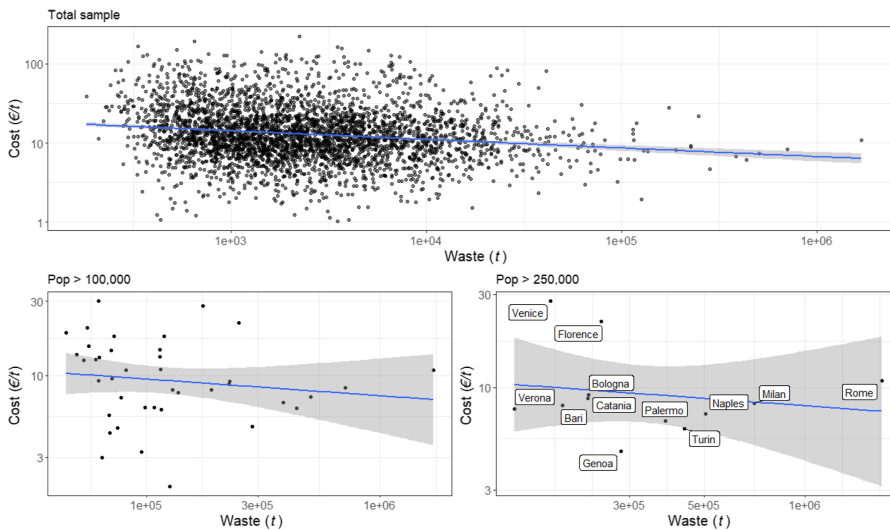 Total sample
Cost (€/t)
100
10
1
1e+03 1e+04 1e+05 1e+06
Waste (t)
Pop > 100,000
Cost (€/t)
30
10
3
1e+05 3e+05 1e+06
Waste (t)
Pop > 250,000
Cost (€/t)
30
10
3
Venice
Florence
Bologna
Verona
Catania
Bari
Palermo
Naples
Milan
Rome
Turin
Genoa
3e+05 5e+05 1e+06
Waste (t)